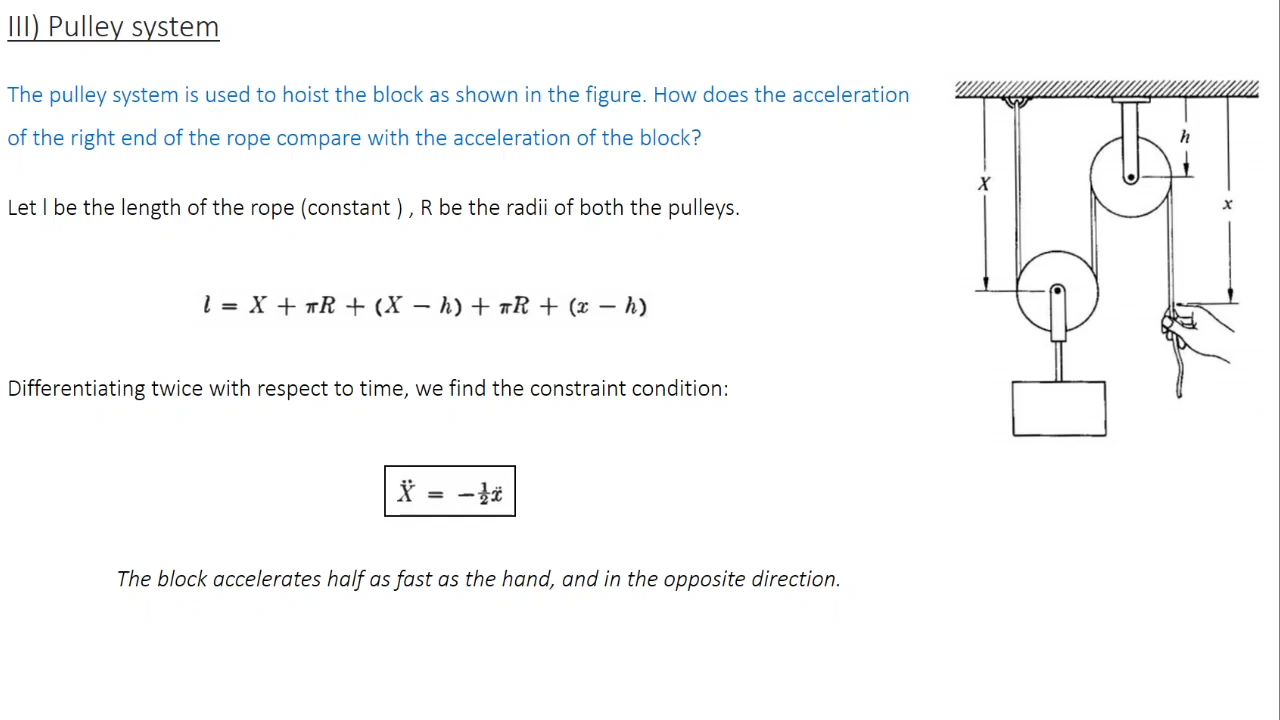 III) Pulley system
The pulley system is used to hoist the block as shown in the figure. How does the acceleration
of the right end of the rope compare with the acceleration of the block?
Let l be the length of the rope (constant ) , R be the radii of both the pulleys.
l = X + πR + (X − h) + πR + (x − h)
Differentiating twice with respect to time, we find the constraint condition:
Ẍ = −½ẍ
The block accelerates half as fast as the hand, and in the opposite direction.
X
h
x